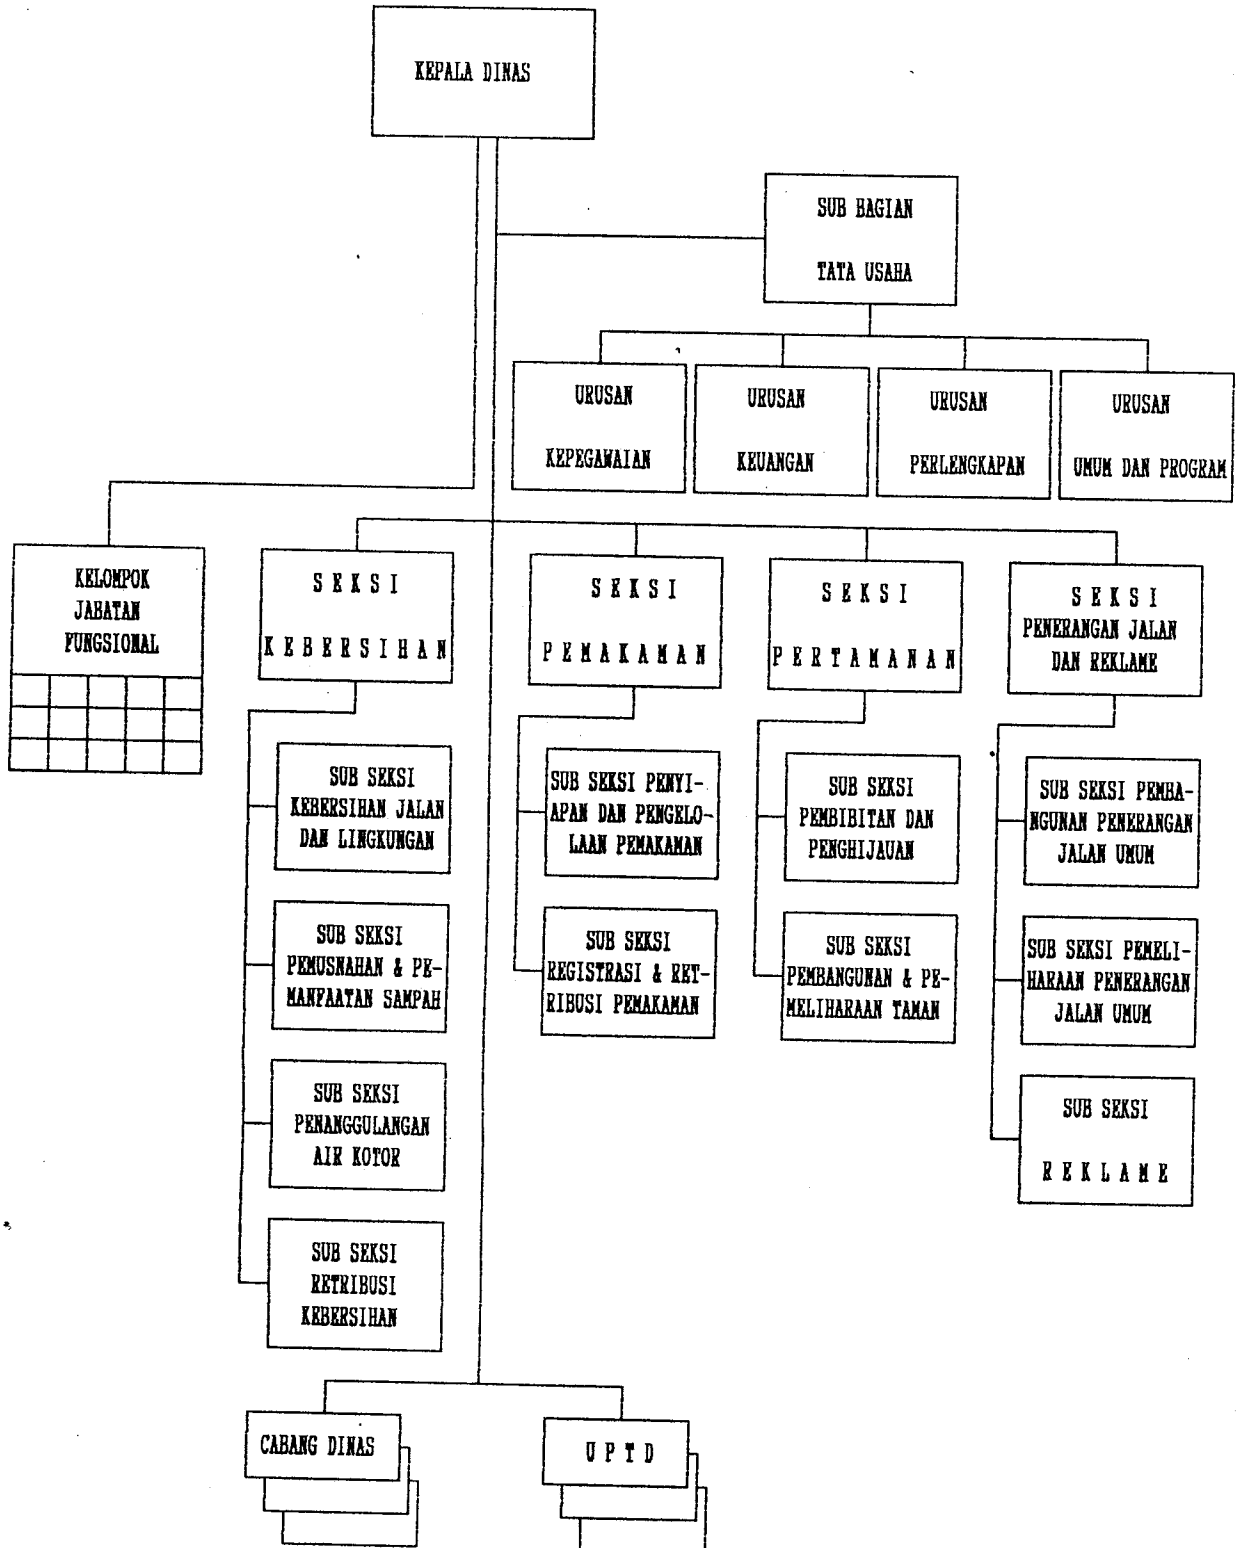 KEPALA DINAS
SUB BAGIAN
TATA USAHA
URUSAN
KEPEGAWAIAN
URUSAN
KEUANGAN
URUSAN
PERLENGKAPAN
URUSAN
UMUM DAN PROGRAM
KELOMPOK
JABATAN
FUNGSIONAL
S E K S I
K E B E R S I H A N
S E K S I
P E M A K A M A N
S E K S I
P E R T A M A N A N
S E K S I
PENERANGAN JALAN
DAN REKLAME
SUB SEKSI
KEBERSIHAN JALAN
DAN LINGKUNGAN
SUB SEKSI
PEMUSNAHAN & PE-
MANFAATAN SAMPAH
SUB SEKSI
PENANGGULANGAN
AIR KOTOR
SUB SEKSI
RETRIBUSI
KEBERSIHAN
SUB SEKSI PENYI-
APAN DAN PENGELO-
LAAN PEMAKAMAN
SUB SEKSI
REGISTRASI & RET-
RIBUSI PEMAKAMAN
SUB SEKSI
PEMBIBITAN DAN
PENGHIJAUAN
SUB SEKSI
PEMBANGUNAN & PE-
MELIHARAAN TAMAN
SUB SEKSI PEMBA-
NGUNAN PENERANGAN
JALAN UMUM
SUB SEKSI PEMELI-
HARAAN PENERANGAN
JALAN UMUM
SUB SEKSI
R E K L A M E
CABANG DINAS
U P T D